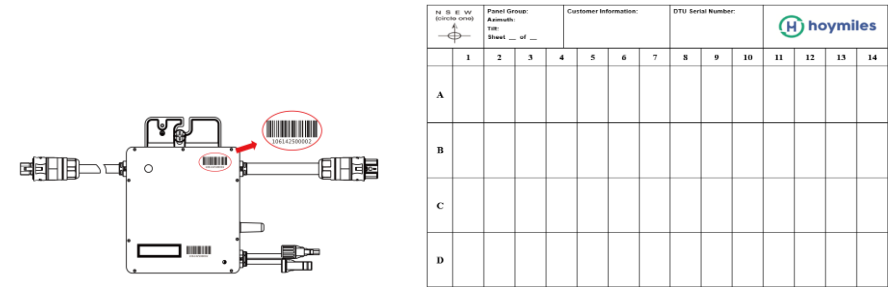 106142500002
N S E W
(circle one)
Panel Group:
Azimuth:
Tilt:
Sheet __ of __
Customer Information:
DTU Serial Number:
hoymiles
1 2 3 4 5 6 7 8 9 10 11 12 13 14
A
B
C
D